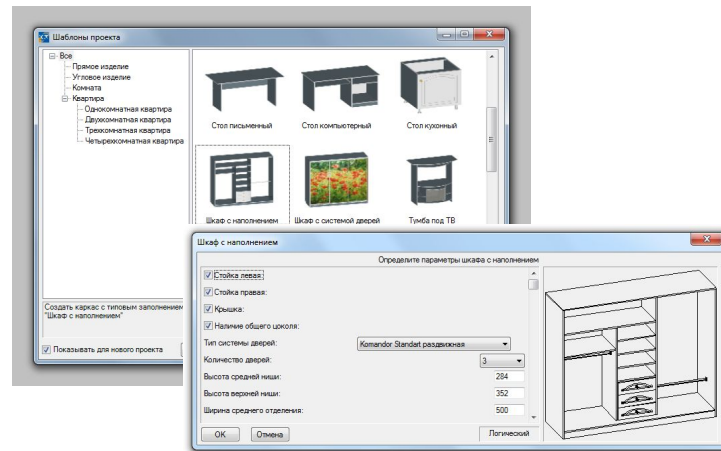 Шаблоны проекта
Все
Прямое изделие
Угловое изделие
Комната
Квартира
Однокомнатная квартира
Двухкомнатная квартира
Трехкомнатная квартира
Четырехкомнатная квартира
Стол письменный
Стол компьютерный
Стол кухонный
Шкаф с наполнением
Шкаф с системой дверей
Тумба под ТВ
Создать каркас с типовым заполнением
"Шкаф с наполнением"
Показывать для нового проекта
Шкаф с наполнением
Определите параметры шкафа с наполнением
Стойка левая:
Стойка правая:
Крышка:
Наличие общего цоколя:
Тип системы дверей: Komandor Standart раздвижная
Количество дверей: 3
Высота средней ниши: 284
Высота верхней ниши: 352
Ширина среднего отделения: 500
OK Отмена Логический